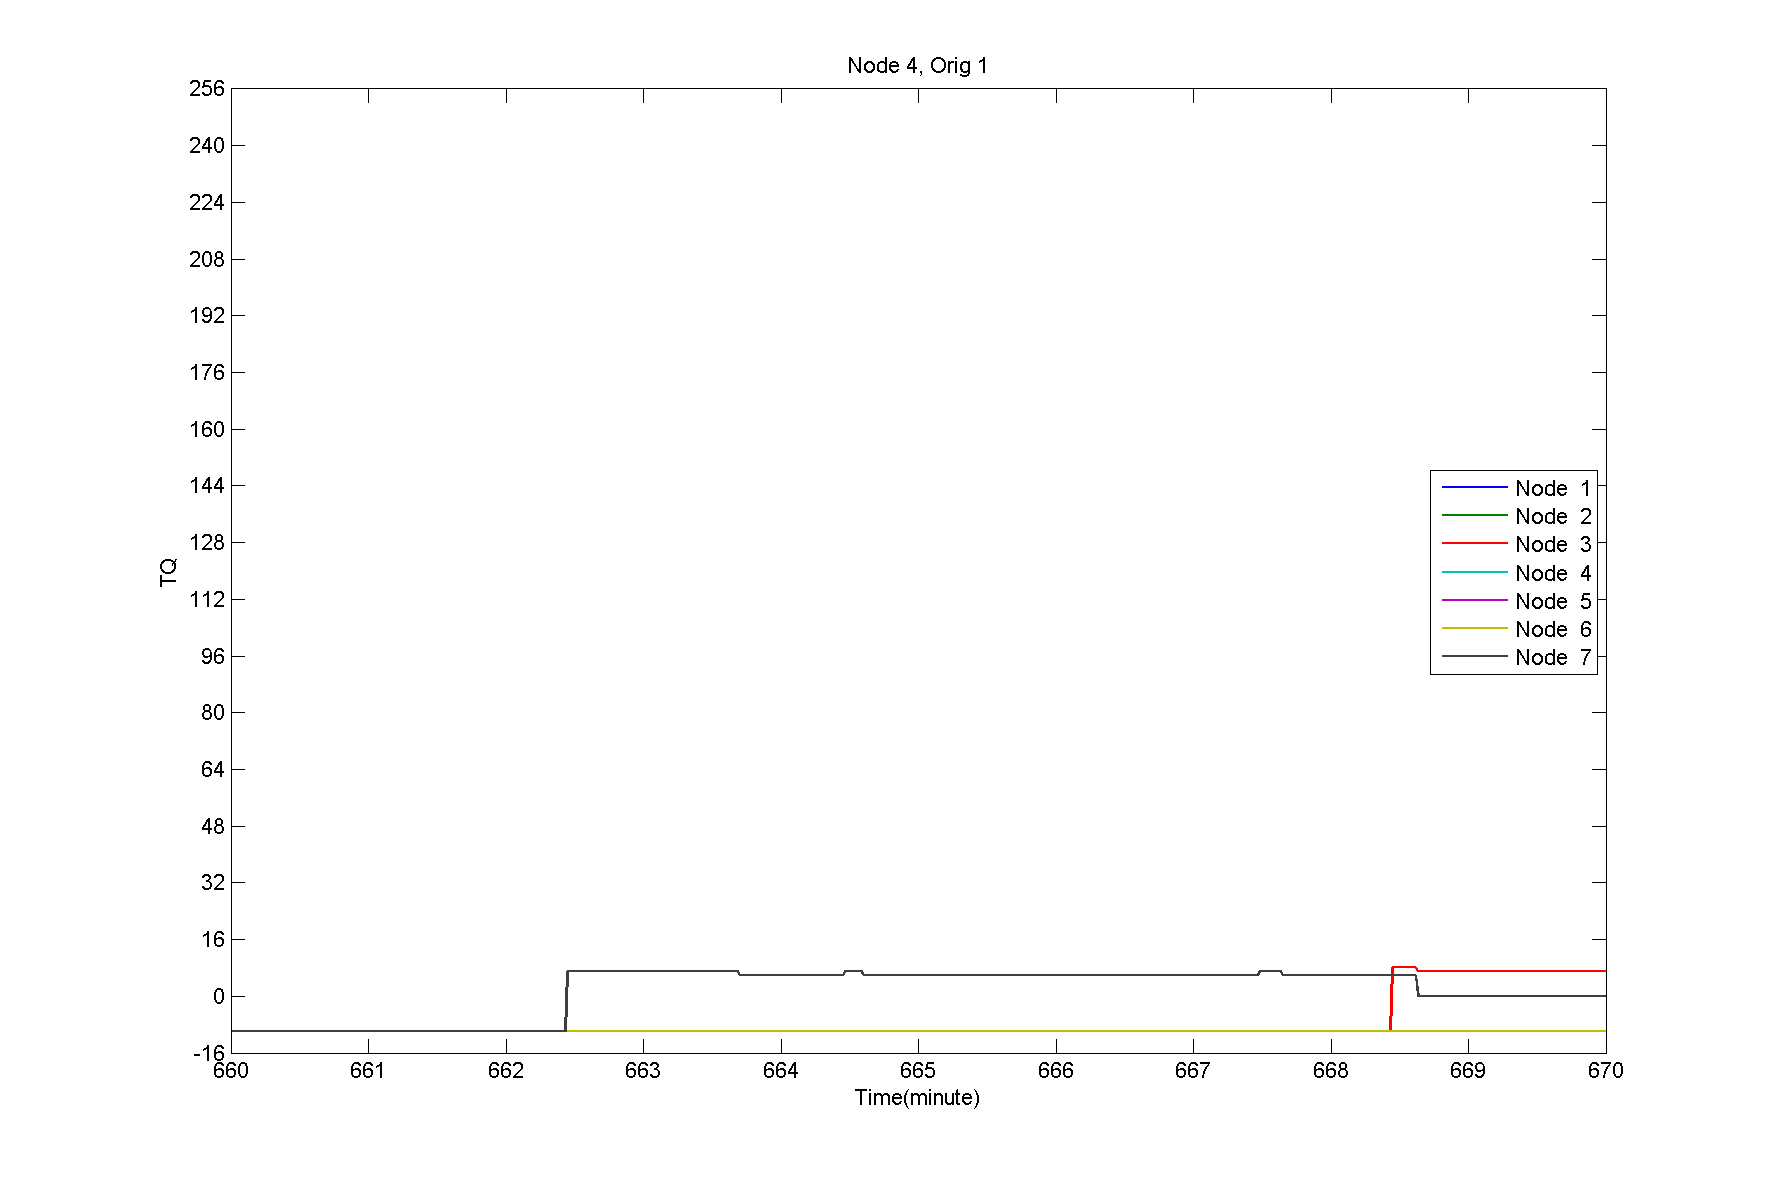 Node 4, Orig 1
256
240
224
208
192
176
160
144
128
112
96
80
64
48
32
16
0
-16
TQ
Node 1
Node 2
Node 3
Node 4
Node 5
Node 6
Node 7
660 661 662 663 664 665 666 667 668 669 670
Time(minute)